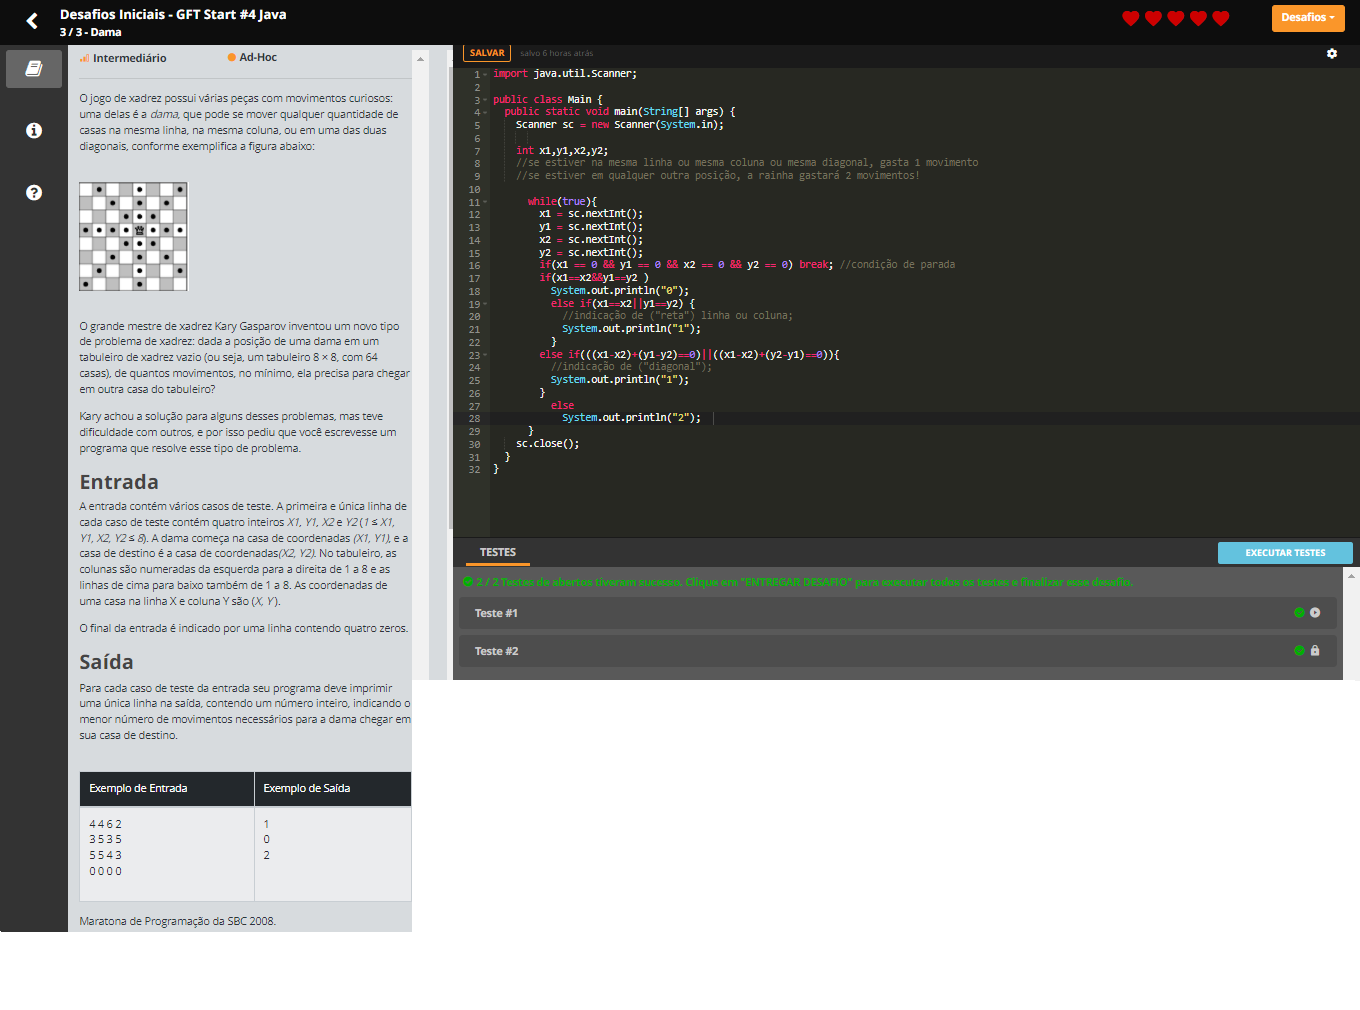 Desafios Iniciais - GFT Start #4 Java
3 / 3 - Dama
Desafios
Intermediário
Ad-Hoc
O jogo de xadrez possui várias peças com movimentos curiosos:
uma delas é a dama, que pode se mover qualquer quantidade de
casas na mesma linha, na mesma coluna, ou em uma das duas
diagonais, conforme exemplifica a figura abaixo:
O grande mestre de xadrez Kary Gasparov inventou um novo tipo
de problema de xadrez: dada a posição de uma dama em um
tabuleiro de xadrez vazio (ou seja, um tabuleiro 8 × 8, com 64
casas), de quantos movimentos, no mínimo, ela precisa para chegar
em outra casa do tabuleiro?
Kary achou a solução para alguns desses problemas, mas teve
dificuldade com outros, e por isso pediu que você escrevesse um
programa que resolve esse tipo de problema.
Entrada
A entrada contém vários casos de teste. A primeira e única linha de
cada caso de teste contém quatro inteiros X1, Y1, X2 e Y2 (1 ≤ X1,
Y1, X2, Y2 ≤ 8). A dama começa na casa de coordenadas (X1, Y1), e a
casa de destino é a casa de coordenadas(X2, Y2). No tabuleiro, as
colunas são numeradas da esquerda para a direita de 1 a 8 e as
linhas de cima para baixo também de 1 a 8. As coordenadas de
uma casa na linha X e coluna Y são (X, Y ).
O final da entrada é indicado por uma linha contendo quatro zeros.
Saída
Para cada caso de teste da entrada seu programa deve imprimir
uma única linha na saída, contendo um número inteiro, indicando o
menor número de movimentos necessários para a dama chegar em
sua casa de destino.
Exemplo de Entrada
Exemplo de Saída
4 4 6 2
1
3 5 3 5
0
5 5 4 3
2
0 0 0 0
Maratona de Programação da SBC 2008.
SALVAR
salvo 6 horas atrás
1 import java.util.Scanner;
2
3 public class Main {
4 public static void main(String[] args) {
5 Scanner sc = new Scanner(System.in);
6
7 int x1,y1,x2,y2;
8 //se estiver na mesma linha ou mesma coluna ou mesma diagonal, gasta 1 movimento
9 //se estiver em qualquer outra posição, a rainha gastará 2 movimentos!
10
11 while(true){
12 x1 = sc.nextInt();
13 y1 = sc.nextInt();
14 x2 = sc.nextInt();
15 y2 = sc.nextInt();
16 if(x1 == 0 && y1 == 0 && x2 == 0 && y2 == 0) break; //condição de parada
17 if(x1==x2&&y1==y2 )
18 System.out.println("0");
19 else if(x1==x2||y1==y2) {
20 //indicação de ("reta") linha ou coluna;
21 System.out.println("1");
22 }
23 else if(((x1-x2)+(y1-y2)==0)||((x1-x2)+(y2-y1)==0)){
24 //indicação de ("diagonal");
25 System.out.println("1");
26 }
27 else
28 System.out.println("2");
29 }
30 sc.close();
31 }
32 }
TESTES
EXECUTAR TESTES
2 / 2 Testes de abertos tiveram sucesso. Clique em "ENTREGAR DESAFIO" para executar todos os testes e finalizar esse desafio.
Teste #1
Teste #2